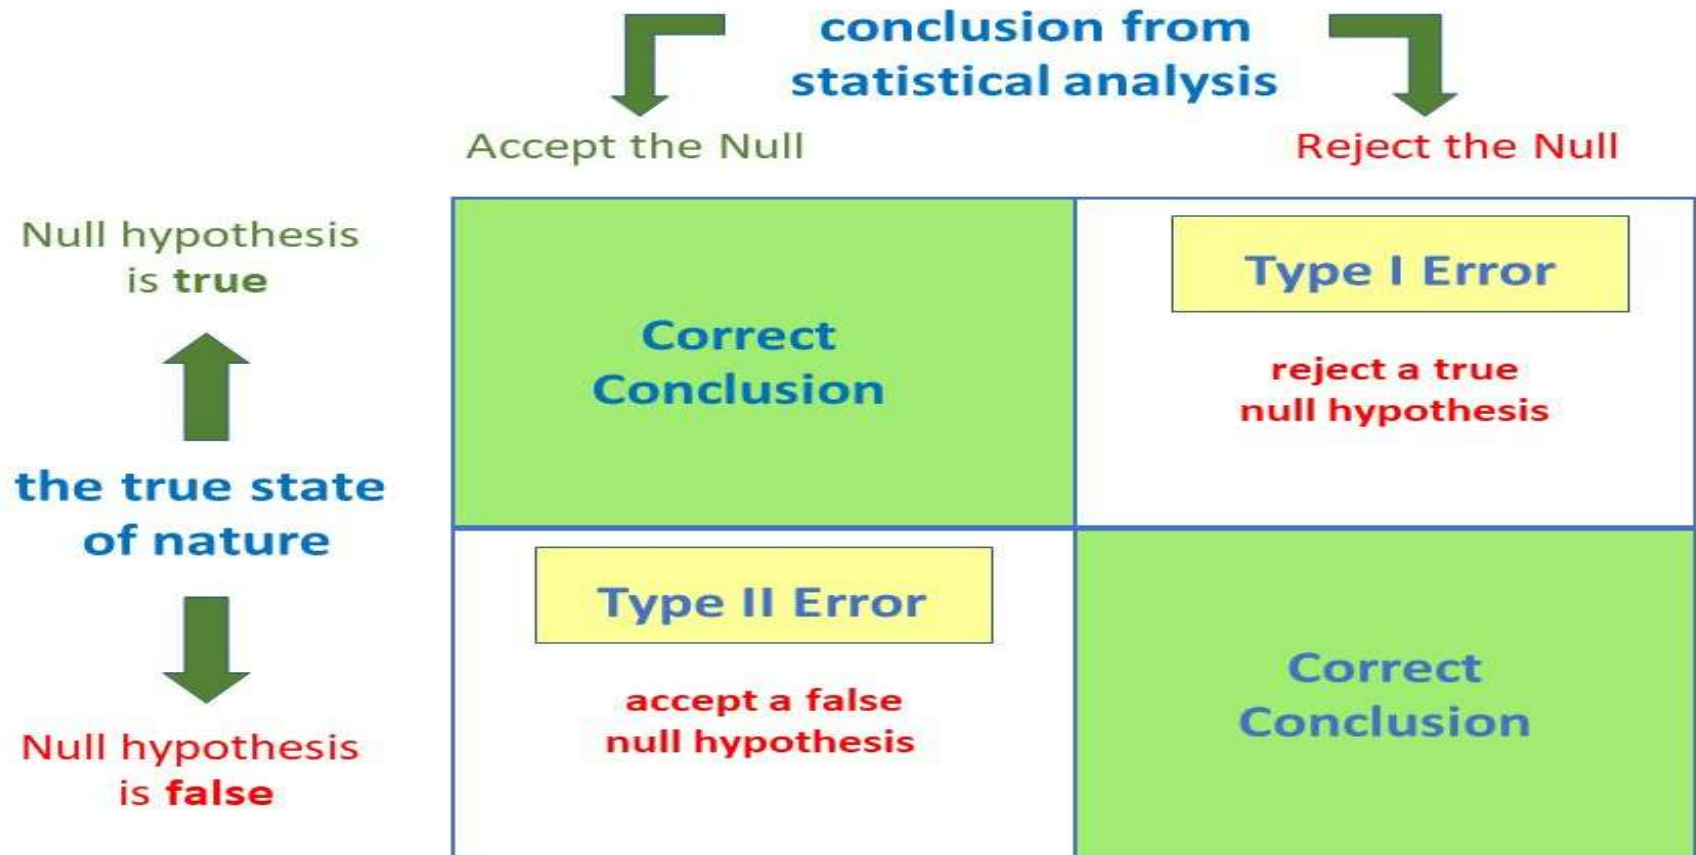 conclusion from
statistical analysis
Accept the Null
Reject the Null
Null hypothesis
is true
Correct
Conclusion
Type I Error
reject a true
null hypothesis
the true state
of nature
Type II Error
accept a false
null hypothesis
Correct
Conclusion
Null hypothesis
is false